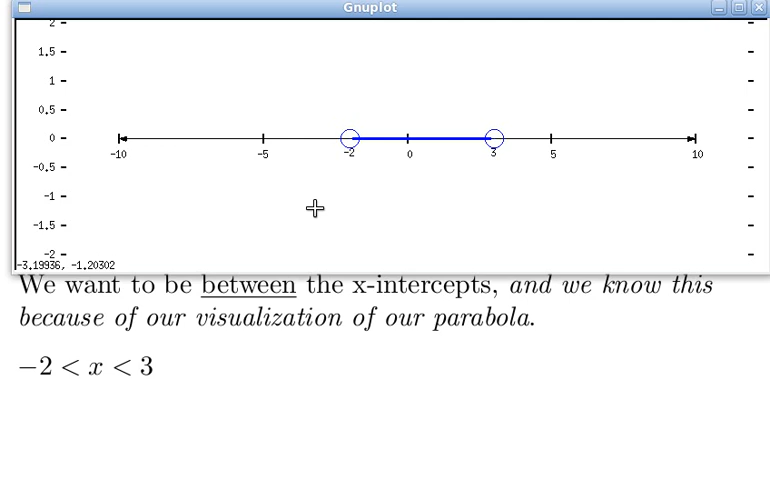 Gnuplot
2
1.5
1
0.5
0
-0.5
-1
-1.5
-2
-10 -5 -2 0 3 5 10
-3.19936, -1.20302
We want to be between the x-intercepts, and we know this
because of our visualization of our parabola.
−2 < x < 3